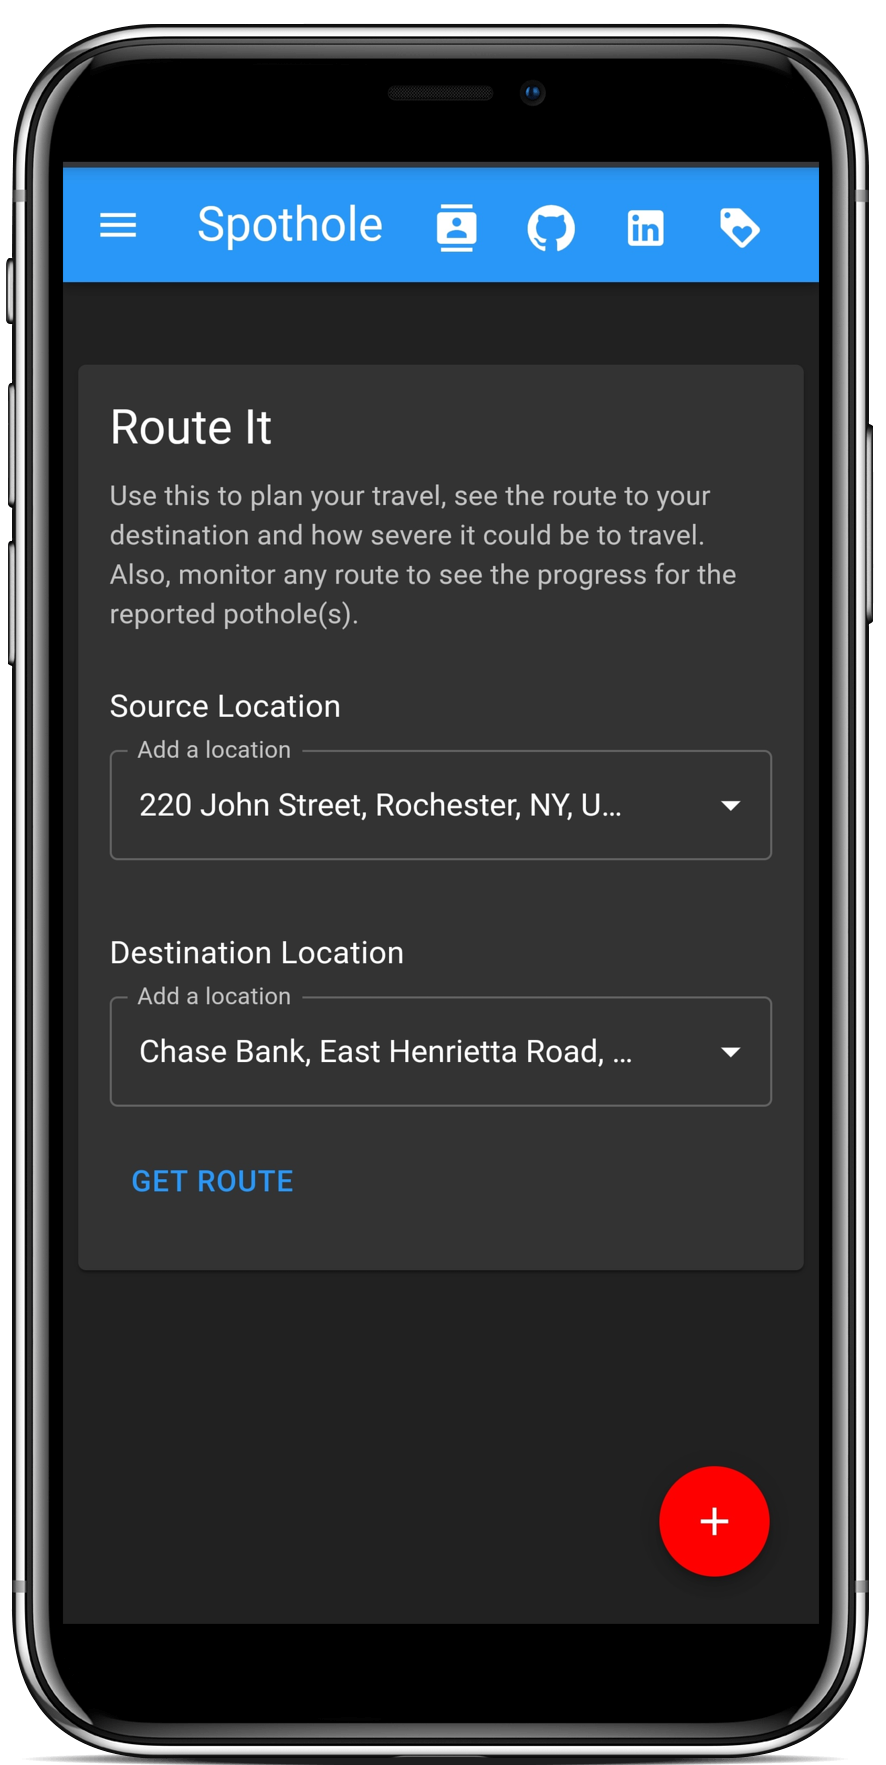 Spothole
Route It
Use this to plan your travel, see the route to your
destination and how severe it could be to travel.
Also, monitor any route to see the progress for the
reported pothole(s).
Source Location
Add a location
220 John Street, Rochester, NY, U...
Destination Location
Add a location
Chase Bank, East Henrietta Road, ...
GET ROUTE